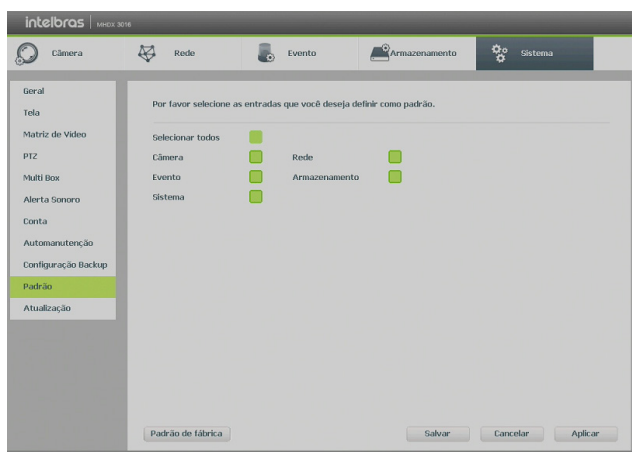 intelbras MHDX 3016
Câmera Rede Evento Armazenamento Sistema
Geral
Tela
Matriz de Vídeo
PTZ
Multi Box
Alerta Sonoro
Conta
Automanutenção
Configuração Backup
Padrão
Atualização
Por favor selecione as entradas que você deseja definir como padrão.
Selecionar todos
Câmera Rede
Evento Armazenamento
Sistema
Padrão de fábrica Salvar Cancelar Aplicar